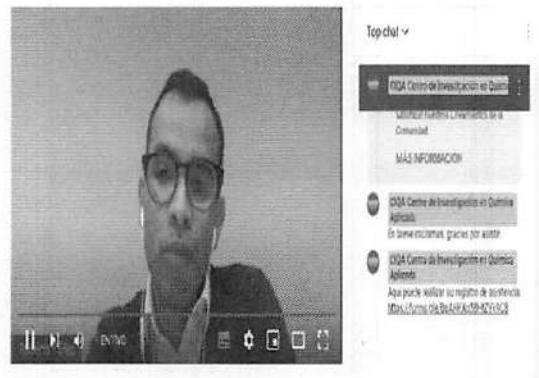 Top chat
CIQA Centro de Investigación en Químic
Comunidad
MÁS INFORMACIÓN
CIQA Centro de Investigación en Química
Aplicada
En breve iniciamos, gracias por asistir
CIQA Centro de Investigación en Química
Aplicada
Aqui puede realizar su registro de asistencia
EN VIVO